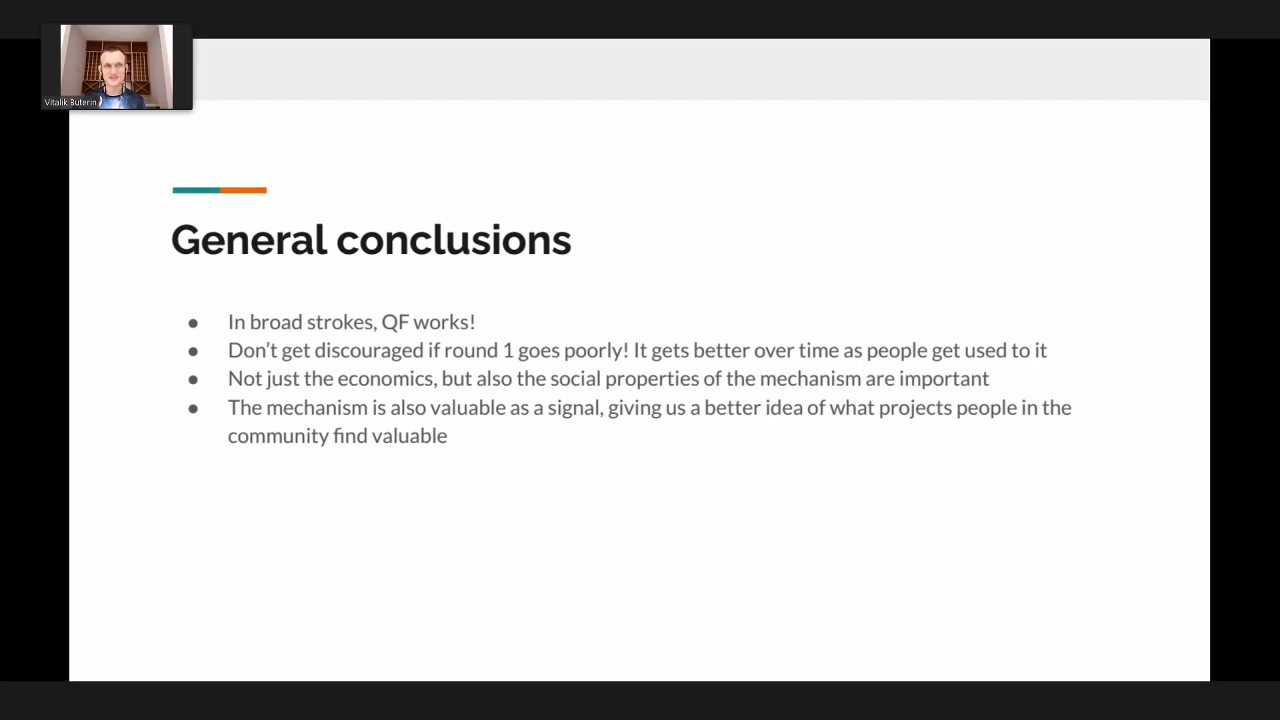 Vitalik Buterin
General conclusions
● In broad strokes, QF works!
● Don’t get discouraged if round 1 goes poorly! It gets better over time as people get used to it
● Not just the economics, but also the social properties of the mechanism are important
● The mechanism is also valuable as a signal, giving us a better idea of what projects people in the
community find valuable